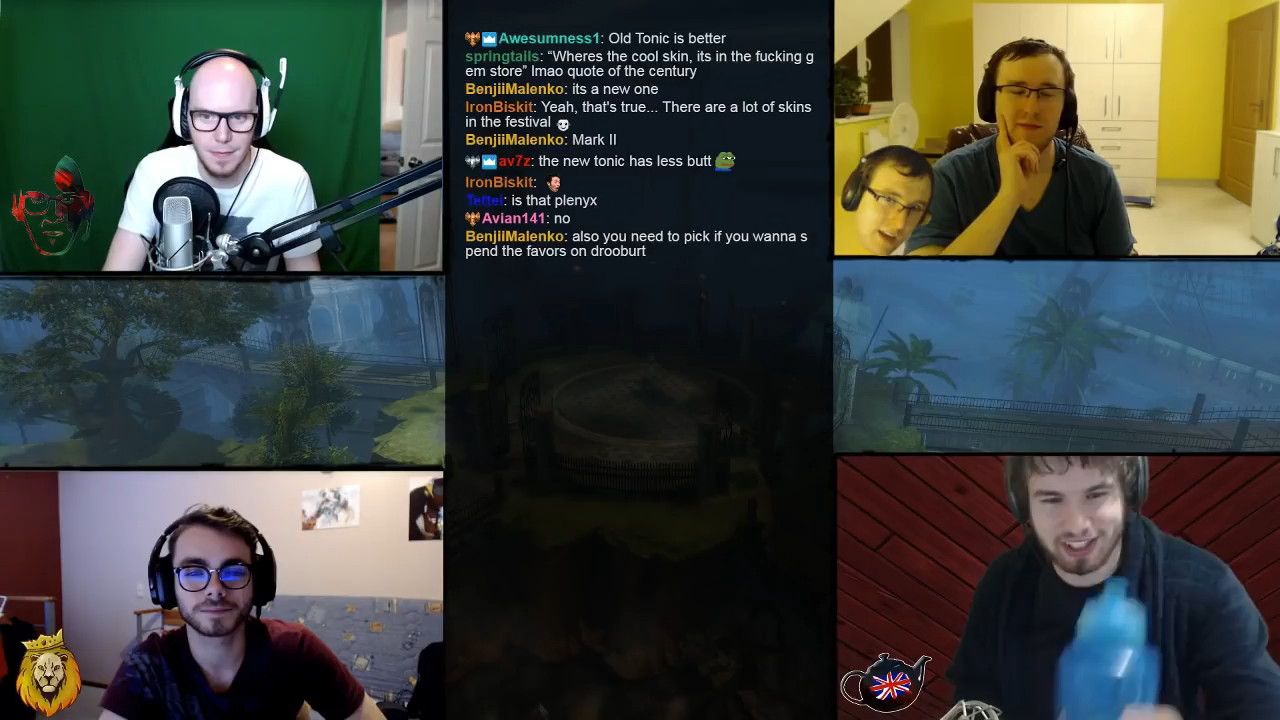 Awesumness1: Old Tonic is better
springtails: “Wheres the cool skin, its in the fucking g
em store” lmao quote of the century
BenjiiMalenko: its a new one
IronBiskit: Yeah, that's true... There are a lot of skins
in the festival
BenjiiMalenko: Mark II
av7z: the new tonic has less butt
IronBiskit:
Tettel: is that plenyx
Avian141: no
BenjiiMalenko: also you need to pick if you wanna s
pend the favors on drooburt